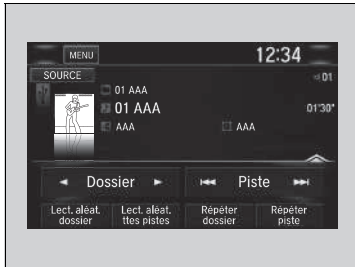 MENU 12:34
SOURCE 01
01 AAA
01 AAA 01'30"
AAA AAA
Dossier Piste
Lect. aléat. dossier Lect. aléat. ttes pistes Répéter dossier Répéter piste